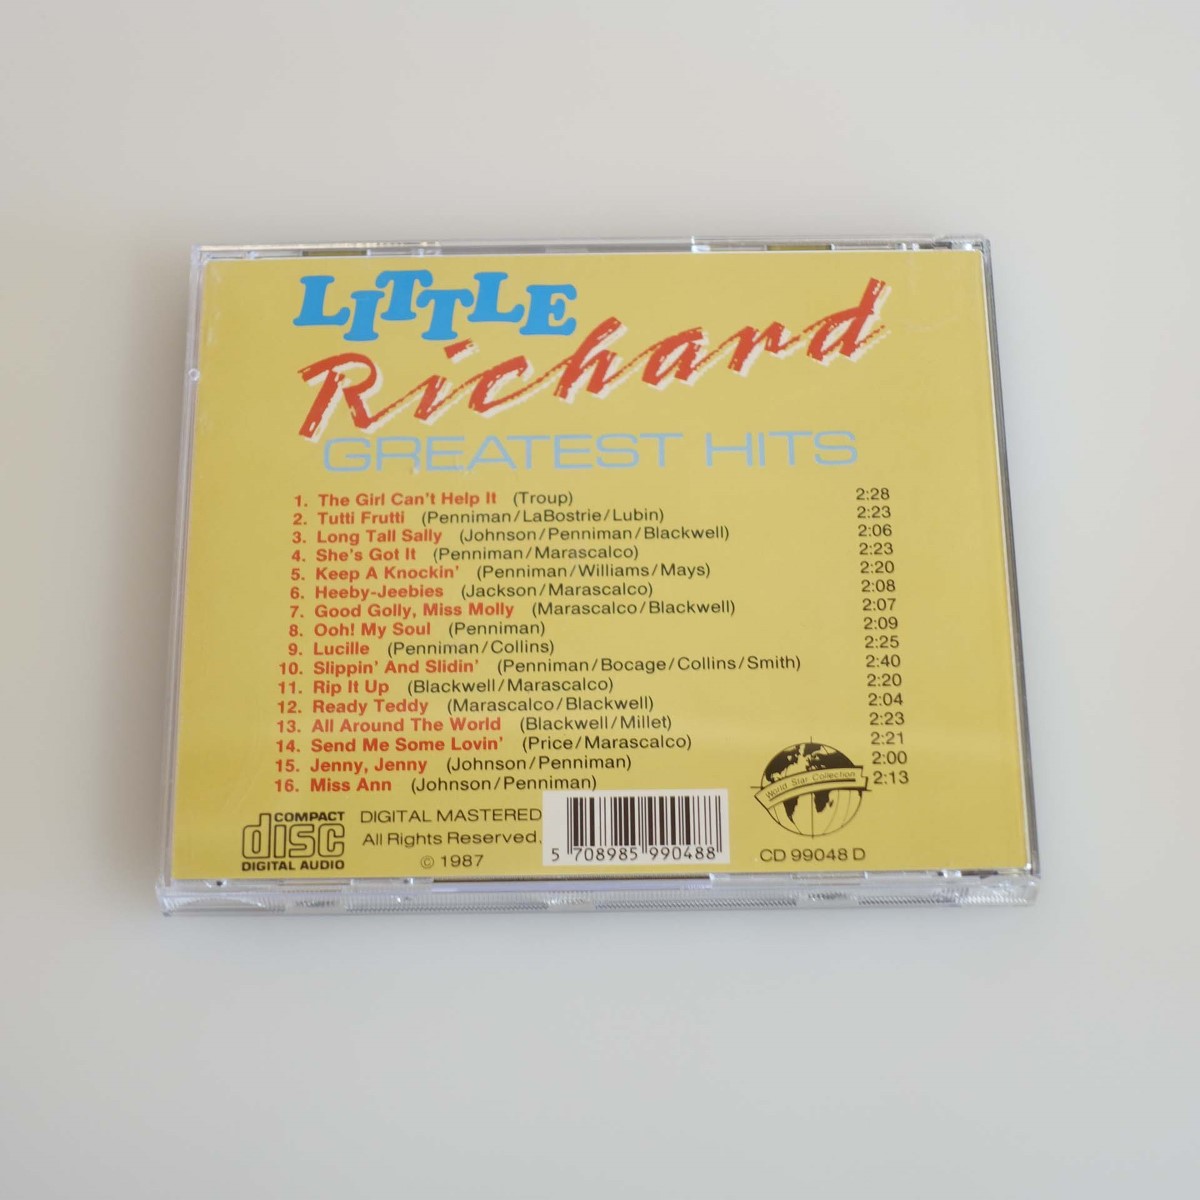 LITTLE
Richard
GREATEST HITS
1. The Girl Can't Help It (Troup) 2:28
2. Tutti Frutti (Penniman/LaBostrie/Lubin) 2:23
3. Long Tall Sally (Johnson/Penniman/Blackwell) 2:06
4. She's Got It (Penniman/Marascalco) 2:23
5. Keep A Knockin' (Penniman/Williams/Mays) 2:20
6. Heeby-Jeebies (Jackson/Marascalco) 2:08
7. Good Golly, Miss Molly (Marascalco/Blackwell) 2:07
8. Ooh! My Soul (Penniman) 2:09
9. Lucille (Penniman/Collins) 2:25
10. Slippin' And Slidin' (Penniman/Bocage/Collins/Smith) 2:40
11. Rip It Up (Blackwell/Marascalco) 2:20
12. Ready Teddy (Marascalco/Blackwell) 2:04
13. All Around The World (Blackwell/Millet) 2:23
14. Send Me Some Lovin' (Price/Marascalco) 2:21
15. Jenny, Jenny (Johnson/Penniman) 2:00
16. Miss Ann (Johnson/Penniman) 2:13
World Star Collection
COMPACT
disc
DIGITAL AUDIO
DIGITAL MASTERED
All Rights Reserved.
© 1987
5 708985 990488
CD 99048 D